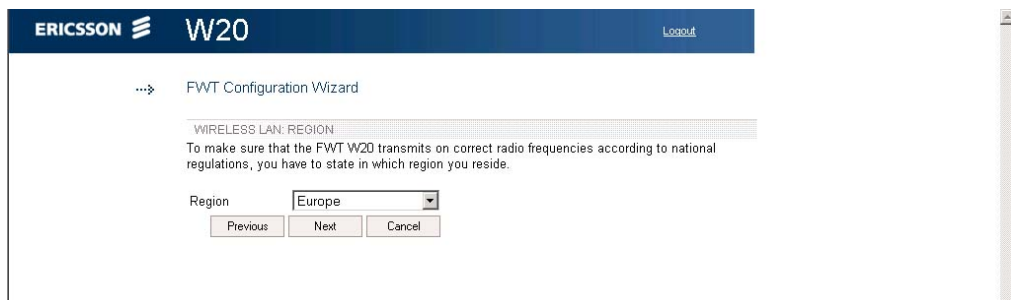 ERICSSON W20 Logout
FWT Configuration Wizard
WIRELESS LAN: REGION
To make sure that the FWT W20 transmits on correct radio frequencies according to national
regulations, you have to state in which region you reside.
Region Europe
Previous Next Cancel